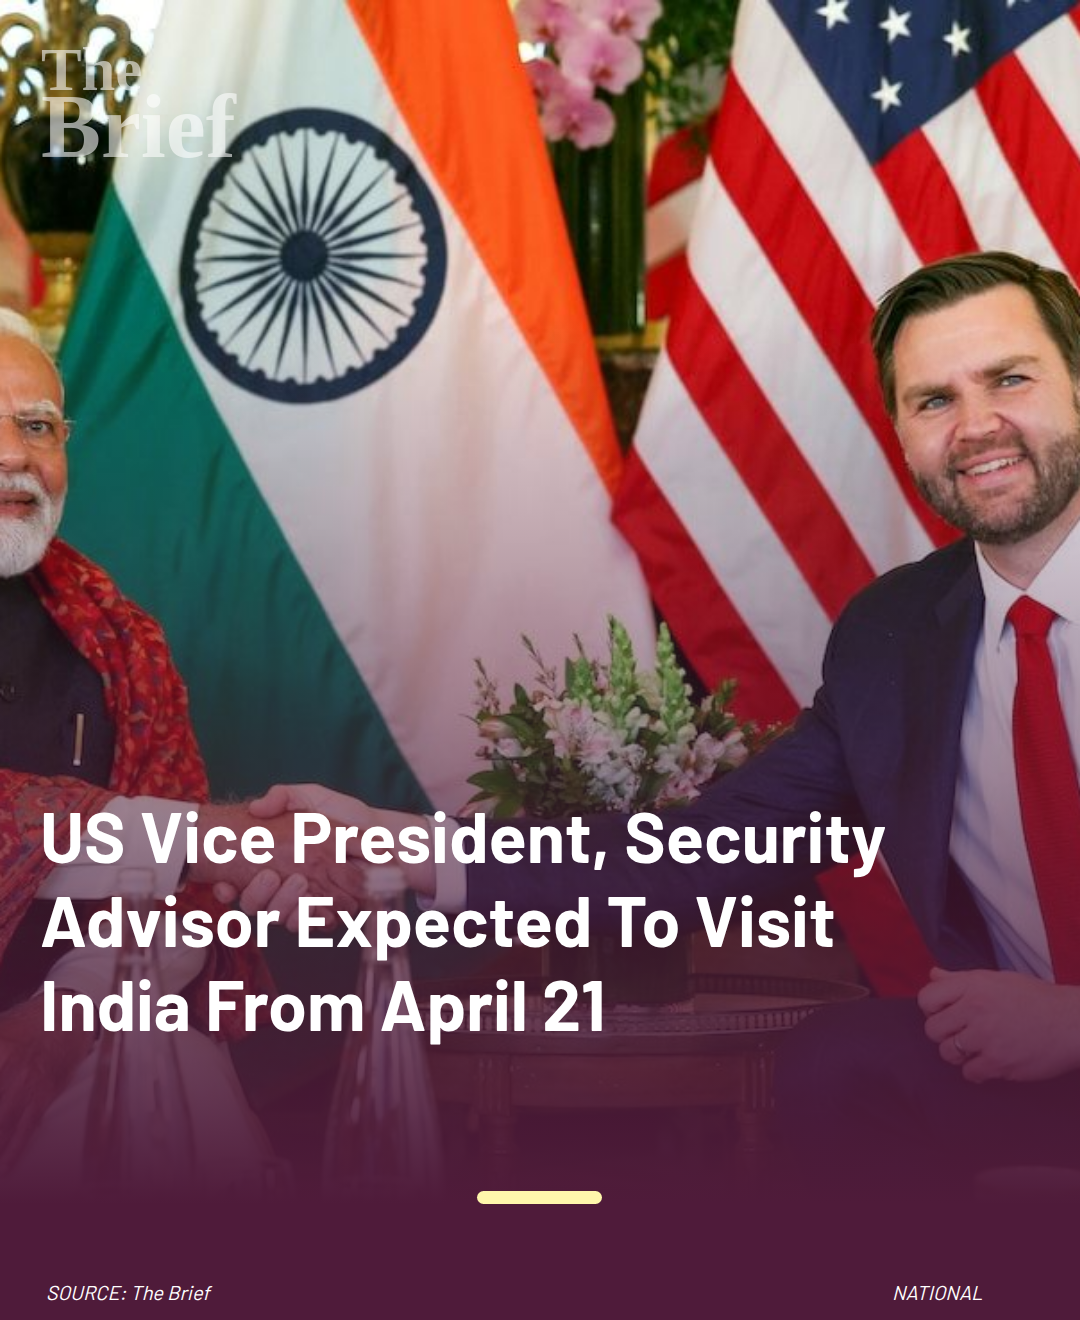 The
Brief
US Vice President, Security
Advisor Expected To Visit
India From April 21
SOURCE: The Brief
NATIONAL